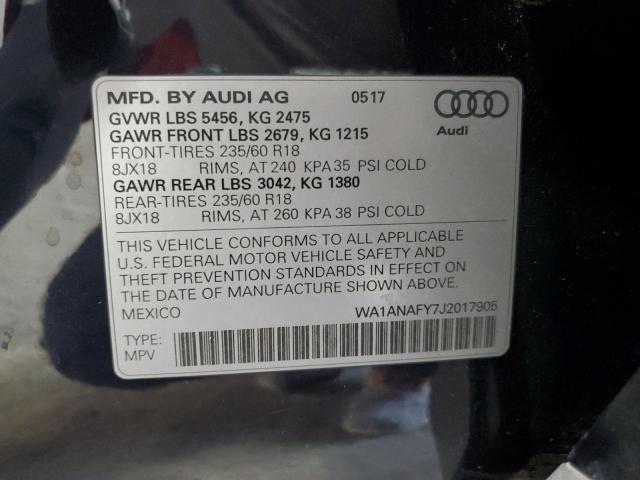 MFD. BY AUDI AG 0517
GVWR LBS 5456, KG 2475
GAWR FRONT LBS 2679, KG 1215
FRONT-TIRES 235/60 R18
8JX18 RIMS, AT 240 KPA 35 PSI COLD
GAWR REAR LBS 3042, KG 1380
REAR-TIRES 235/60 R18
8JX18 RIMS, AT 260 KPA 38 PSI COLD
Audi
THIS VEHICLE CONFORMS TO ALL APPLICABLE
U.S. FEDERAL MOTOR VEHICLE SAFETY AND
THEFT PREVENTION STANDARDS IN EFFECT ON
THE DATE OF MANUFACTURE SHOWN ABOVE.
MEXICO WA1ANAFY7J2017905
TYPE:
MPV